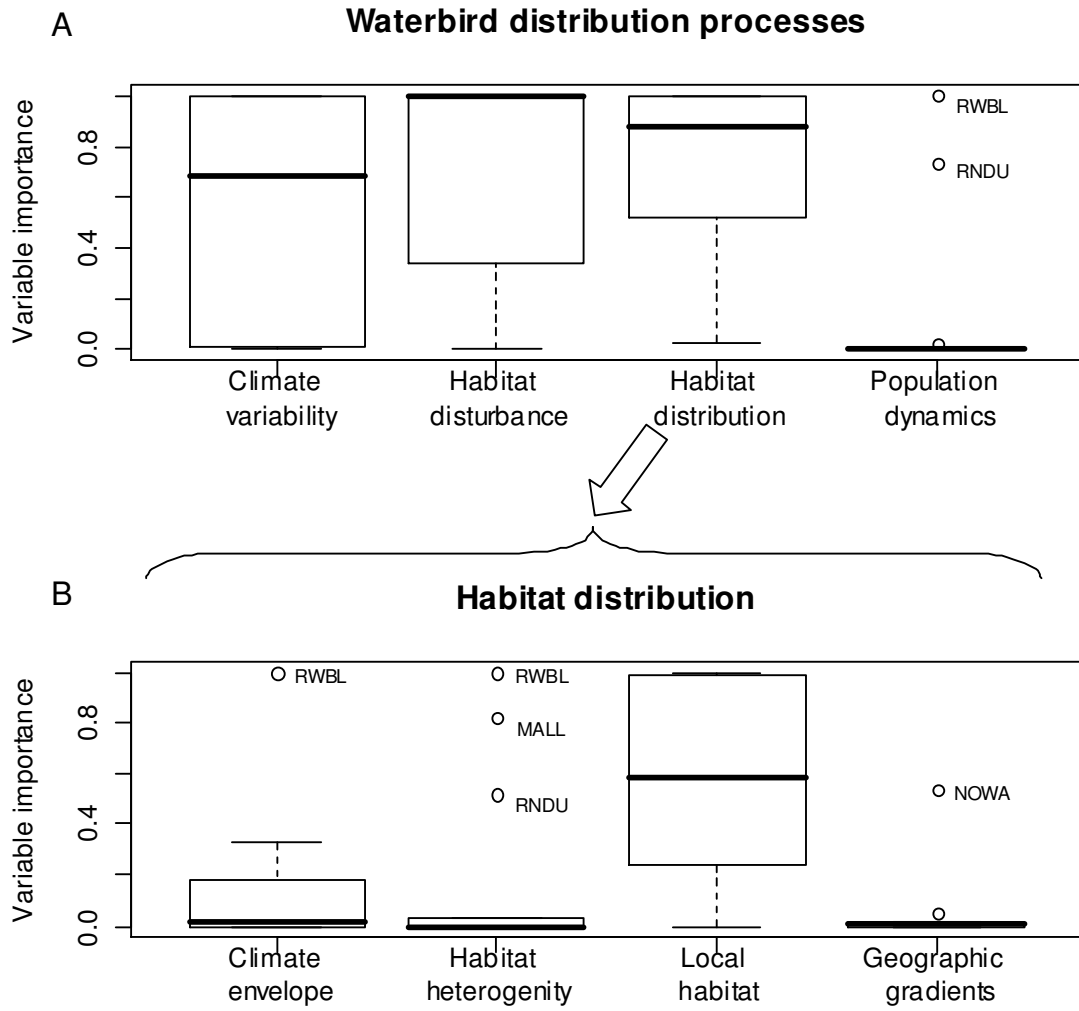 A
Waterbird distribution processes
Variable importance
0.8
0.4
0.0
RWBL
RNDU
Climate variability
Habitat disturbance
Habitat distribution
Population dynamics
B
Habitat distribution
Variable importance
0.8
0.4
0.0
RWBL
RWBL
MALL
RNDU
NOWA
Climate envelope
Habitat heterogenity
Local habitat
Geographic gradients